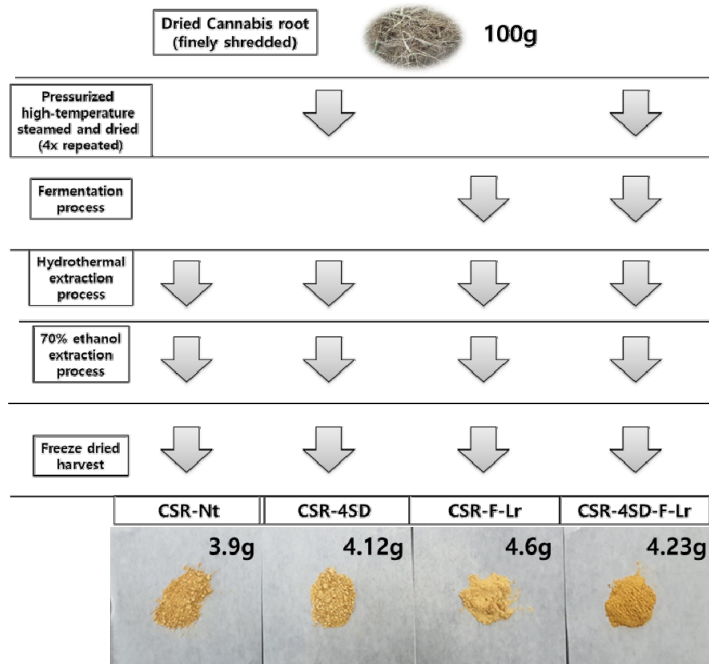 Dried Cannabis root
(finely shredded)
100g
Pressurized
high-temperature
steamed and dried
(4x repeated)
Fermentation
process
Hydrothermal
extraction
process
70% ethanol
extraction
process
Freeze dried
harvest
CSR-Nt
CSR-4SD
CSR-F-Lr
CSR-4SD-F-Lr
3.9g
4.12g
4.6g
4.23g